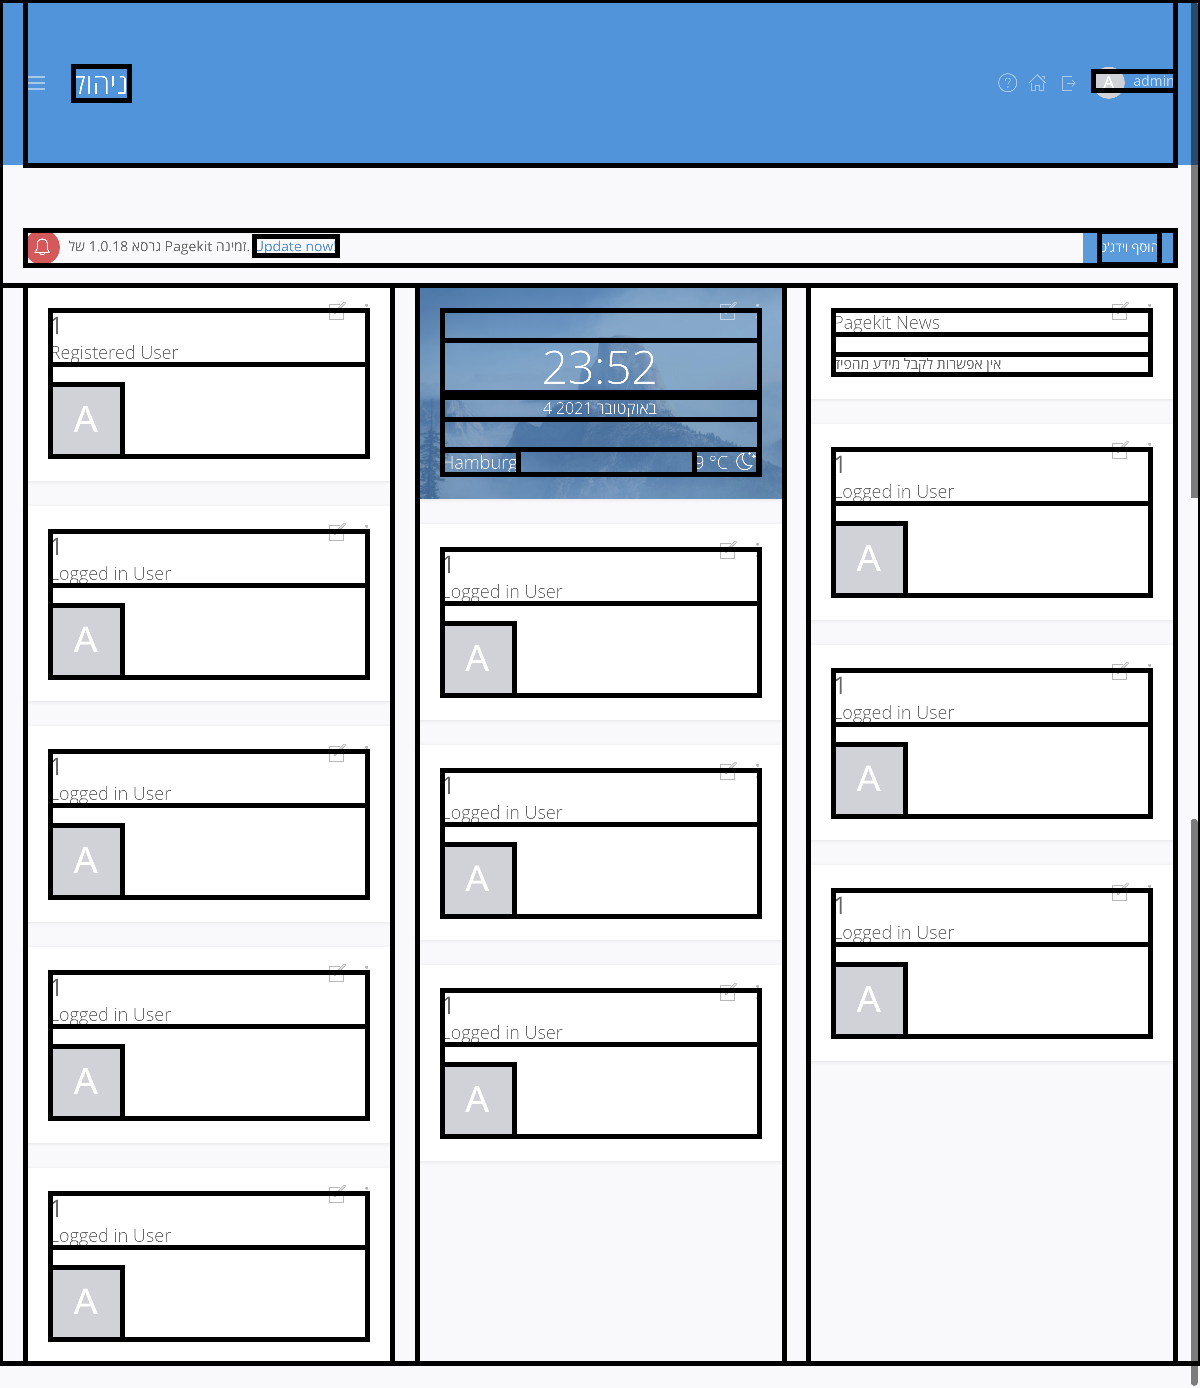 ניהול
A admin
גרסא 1.0.18 של Pagekit זמינה. Update now!
הוסף וידג'ט
1
Registered User
A
1
Logged in User
A
1
Logged in User
A
1
Logged in User
A
1
Logged in User
A
23:52
4 באוקטובר 2021
Hamburg
9 °C
1
Logged in User
A
1
Logged in User
A
1
Logged in User
A
Pagekit News
אין אפשרות לקבל מידע מהפיד
1
Logged in User
A
1
Logged in User
A
1
Logged in User
A